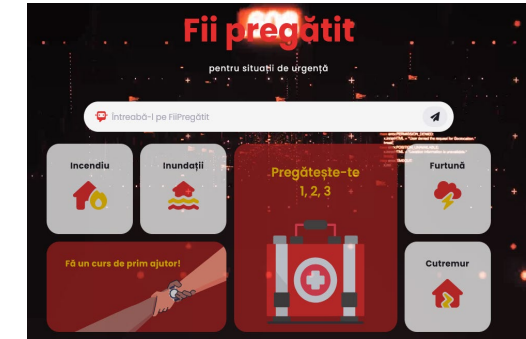 Fii pregătit
pentru situații de urgență
Întreabă-l pe FiiPregătit
Incendiu
Inundații
Pregătește-te
1, 2, 3
Furtună
Fă un curs de prim ajutor!
Cutremur